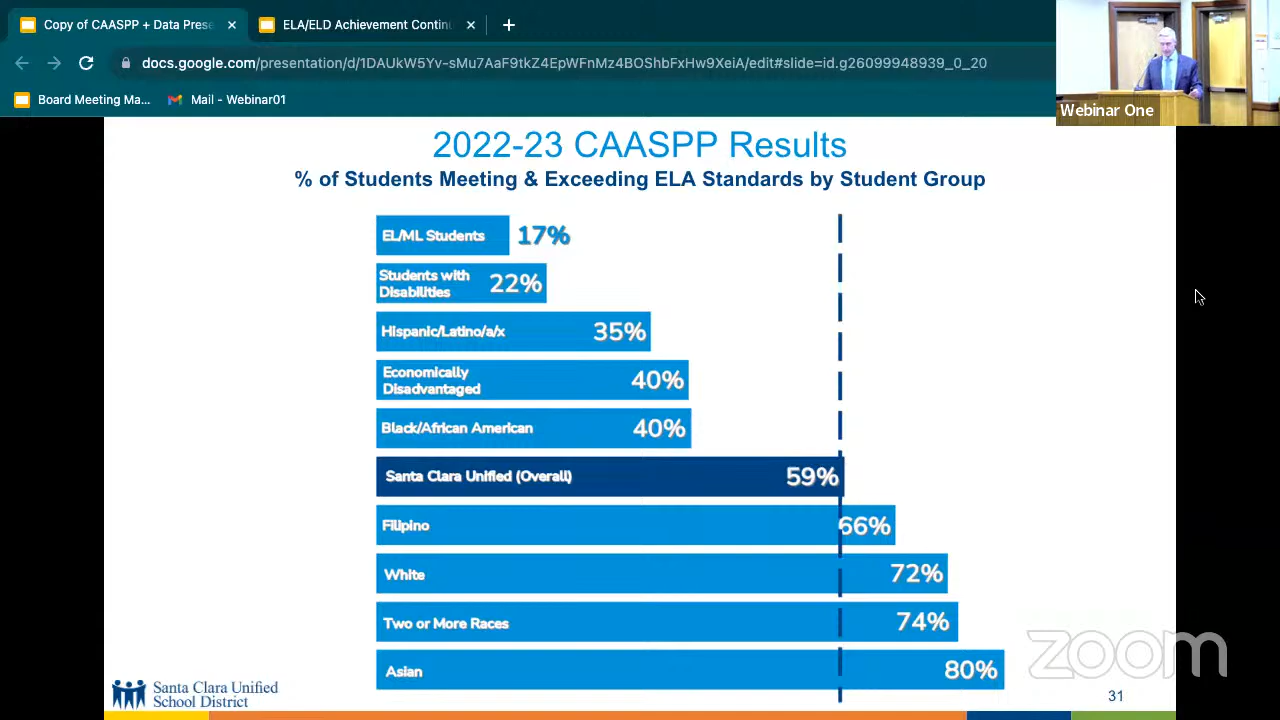 Copy of CAASPP + Data Prese
ELA/ELD Achievement Contin
docs.google.com/presentation/d/1DAUkW5Yv-sMu7AaF9tkZ4EpWFnMz4BOShbFxHw9XeiA/edit#slide=id.g26099948939_0_20
Board Meeting Ma...
Mail - Webinar01
Webinar One
2022-23 CAASPP Results
% of Students Meeting & Exceeding ELA Standards by Student Group
EL/ML Students 17%
Students with
Disabilities 22%
Hispanic/Latino/a/x 35%
Economically
Disadvantaged 40%
Black/African American 40%
Santa Clara Unified (Overall) 59%
Filipino 66%
White 72%
Two or More Races 74%
Asian 80%
zoom
Santa Clara Unified
School District
31